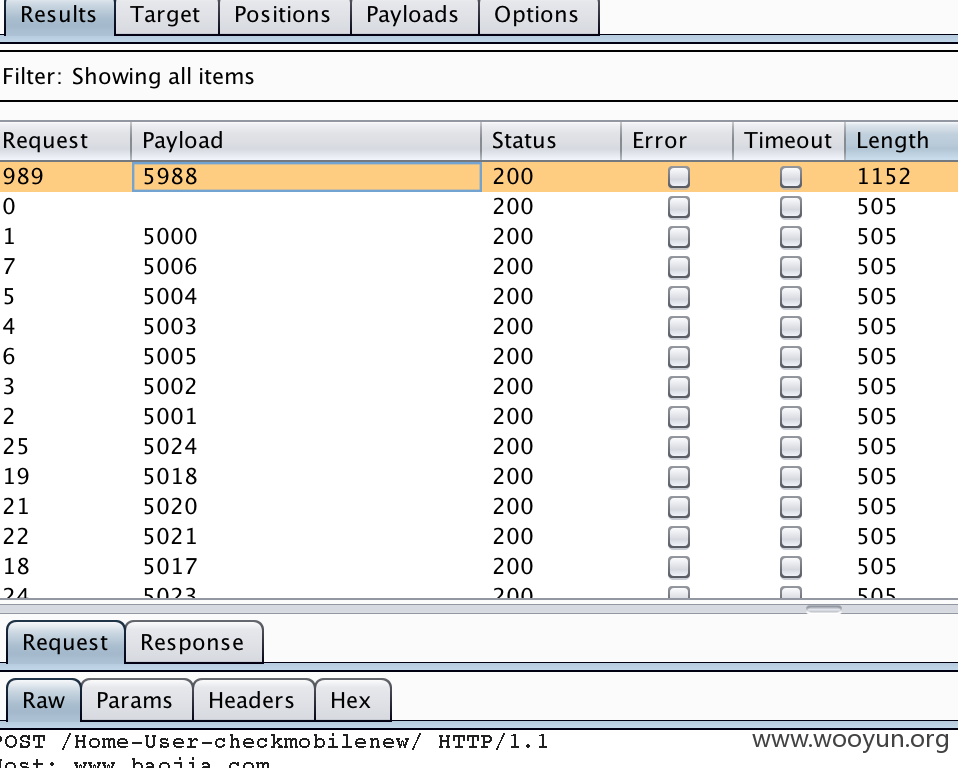 Results Target Positions Payloads Options
Filter: Showing all items
Request Payload Status Error Timeout Length
989 5988 200 1152
0 200 505
1 5000 200 505
7 5006 200 505
5 5004 200 505
4 5003 200 505
6 5005 200 505
3 5002 200 505
2 5001 200 505
25 5024 200 505
19 5018 200 505
21 5020 200 505
22 5021 200 505
18 5017 200 505
24 5023 200 505
Request Response
Raw Params Headers Hex
POST /Home-User-checkmobilenew/ HTTP/1.1
www.wooyun.org
Host: www.baojia.com